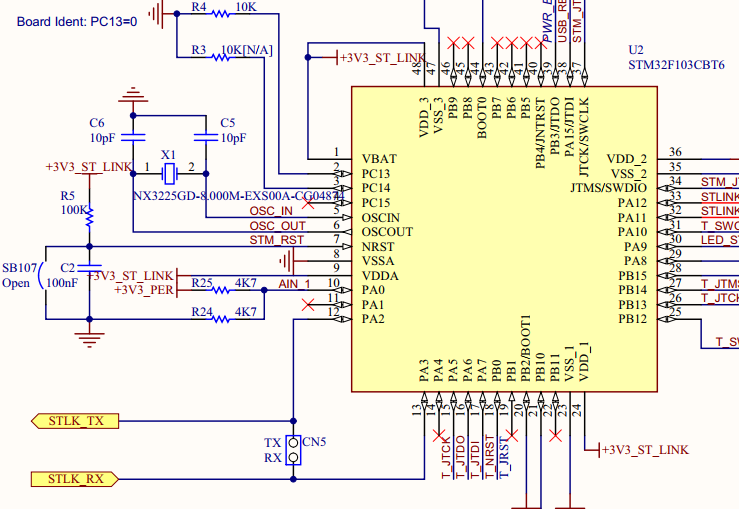 Board Ident: PC13=0
R4 10K
R3 10K[N/A]
+3V3_ST_LINK
PWR_E
STM_JT
U2
STM32F103CBT6
48
47
46
45
44
43
42
41
40
39
38
37
VDD_3
VSS_3
PB9
PB8
BOOT0
PB7
PB6
PB5
PB4/JNTRST
PB3/JTDO
PA15/JTDI
JTCK/SWCLK
C6
10pF
C5
10pF
X1
1 2
NX3225GD-8.000M-EXS00A-CG04874
+3V3_ST_LINK
R5
100K
OSC_IN
OSC_OUT
STM_RST
SB107
Open
C2
100nF
+3V3_ST_LINK
+3V3_PER
R25 4K7
AIN_1
R24 4K7
1 VBAT
2 PC13
3 PC14
4 PC15
5 OSCIN
6 OSCOUT
7 NRST
8 VSSA
9 VDDA
10 PA0
11 PA1
12 PA2
VDD_2 36
VSS_2 35
JTMS/SWDIO 34
PA12 33
PA11 32
PA10 31
PA9 30
PA8 29
PB15 28
PB14 27
PB13 26
PB12 25
STM_JT
STLINK
STLINK
T_SWO
LED_ST
T_JTMS
T_JTCK
T_SW
PA3
PA4
PA5
PA6
PA7
PB0
PB1
PB2/BOOT1
PB10
PB11
VSS_1
VDD_1
13
14
15
16
17
18
19
20
21
22
23
24
T_JTCK
T_JTDO
T_JTDI
T_NRST
T_JRST
+3V3_ST_LINK
STLK_TX
TX
RX
CN5
STLK_RX